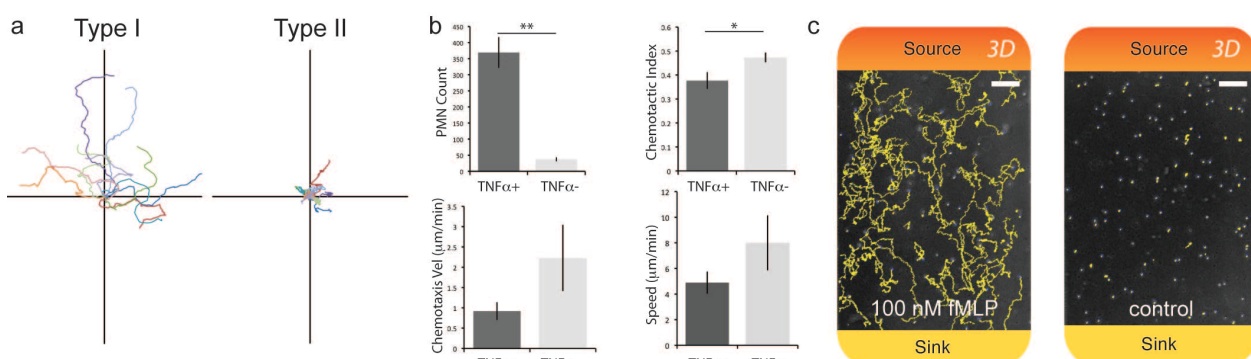 a
Type I
Type II
b
**
PMN Count
450
400
350
300
250
200
150
100
50
0
TNFα+
TNFα-
*
Chemotactic Index
0.6
0.5
0.4
0.3
0.2
0.1
0
TNFα+
TNFα-
Chemotaxis Vel (μm/min)
3.5
3
2.5
2
1.5
1
0.5
0
Speed (μm/min)
12
10
8
6
4
2
0
c
Source 3D
100 nM fMLP
Sink
Source 3D
control
Sink